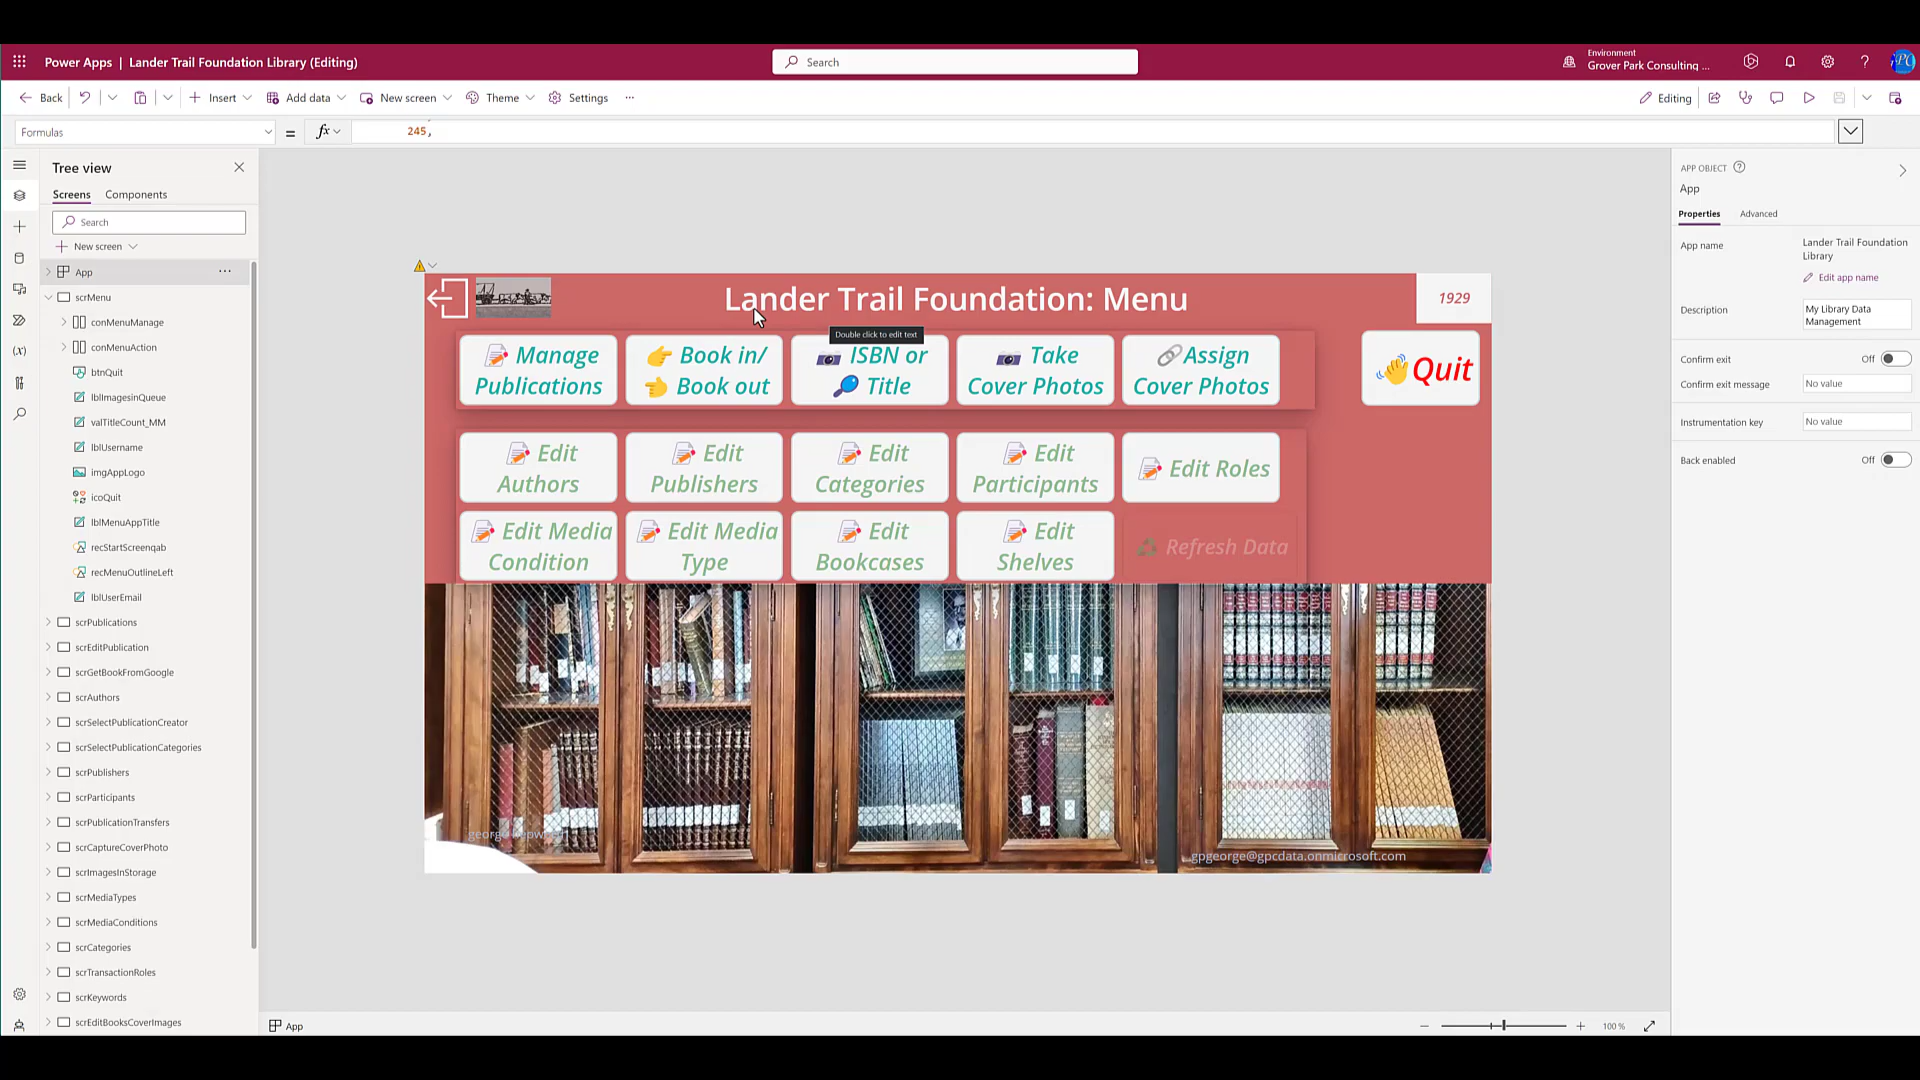 Power Apps | Lander Trail Foundation Library (Editing)
Search
Environment
Grover Park Consulting ...
Back
Insert
Add data
New screen
Theme
Settings
Editing
Formulas
= fx
245,
Tree view
Screens
Components
Search
New screen
App
scrMenu
conMenuManage
conMenuAction
btnQuit
lblImagesinQueue
valTitleCount_MM
lblUsername
imgAppLogo
icoQuit
lblMenuAppTitle
recStartScreenqab
recMenuOutlineLeft
lblUserEmail
scrPublications
scrEditPublication
scrGetBookFromGoogle
scrAuthors
scrSelectPublicationCreator
scrSelectPublicationCategories
scrPublishers
scrParticipants
scrPublicationTransfers
scrCaptureCoverPhoto
scrImagesInStorage
scrMediaTypes
scrMediaConditions
scrCategories
scrTransactionRoles
scrKeywords
scrEditBooksCoverImages
Lander Trail Foundation: Menu
1929
Double click to edit text
Manage
Publications
Book in/
Book out
ISBN or
Title
Take
Cover Photos
Assign
Cover Photos
Quit
Edit
Authors
Edit
Publishers
Edit
Categories
Edit
Participants
Edit Roles
Edit Media
Condition
Edit Media
Type
Edit
Bookcases
Edit
Shelves
Refresh Data
gpgeorge@gpcdata.onmicrosoft.com
App
100 %
APP OBJECT
App
Properties
Advanced
App name
Lander Trail Foundation
Library
Edit app name
Description
My Library Data
Management
Confirm exit
Off
Confirm exit message
No value
Instrumentation key
No value
Back enabled
Off